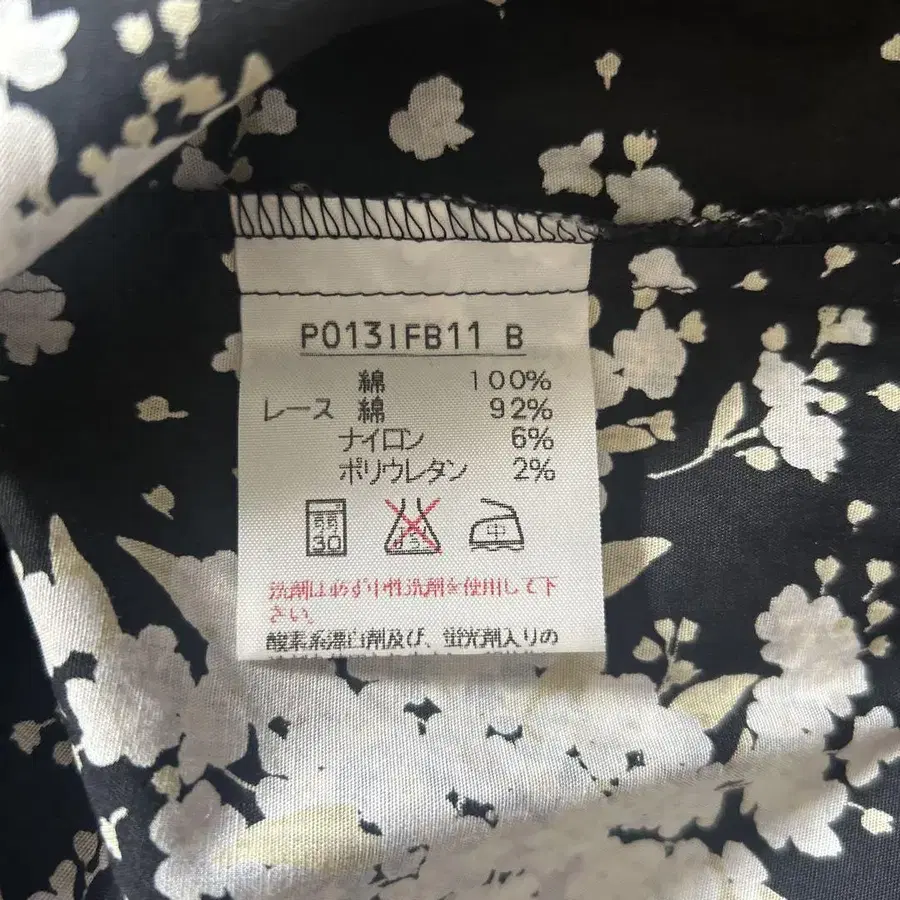 P013IFB11 B
綿 100%
レース 綿 92%
ナイロン 6%
ポリウレタン 2%
弱
30
中
洗剤は必ず中性洗剤を使用して下
さい。
酸素系漂白剤及び、蛍光剤入りの